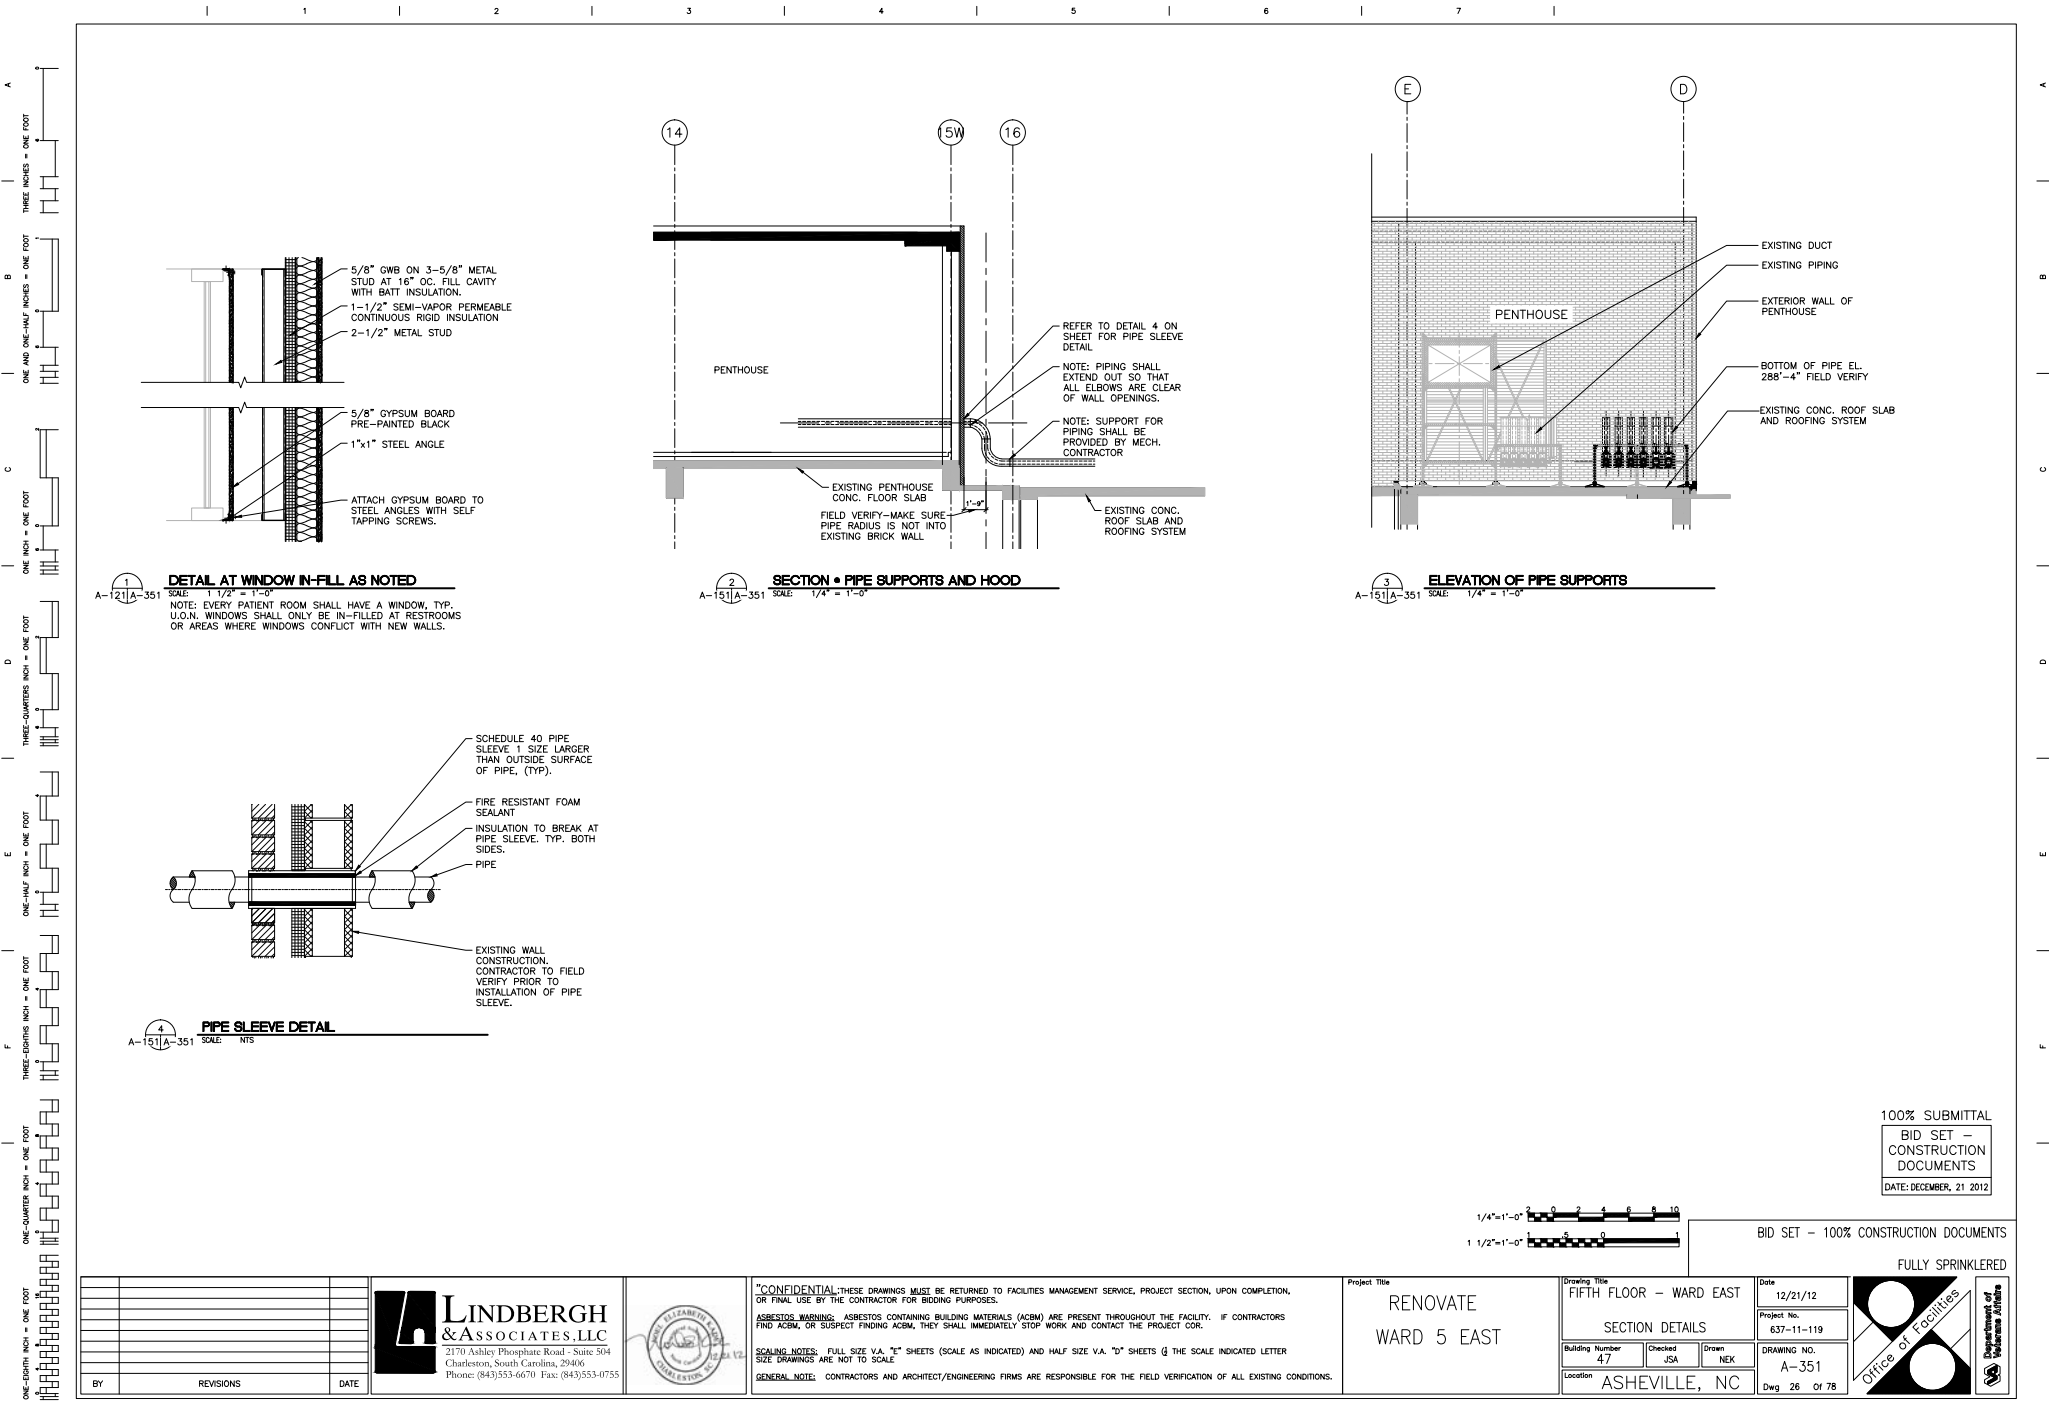 1 2 3 4 5 6 7
A
B
C
D
E
F
A
B
C
D
E
F
THREE INCHES = ONE FOOT
ONE AND ONE-HALF INCHES = ONE FOOT
ONE INCH = ONE FOOT
THREE-QUARTERS INCH = ONE FOOT
ONE-HALF INCH = ONE FOOT
THREE-EIGHTHS INCH = ONE FOOT
ONE-QUARTER INCH = ONE FOOT
ONE-EIGHTH INCH = ONE FOOT
5/8" GWB ON 3-5/8" METAL
STUD AT 16" OC. FILL CAVITY
WITH BATT INSULATION.
1-1/2" SEMI-VAPOR PERMEABLE
CONTINUOUS RIGID INSULATION
2-1/2" METAL STUD
5/8" GYPSUM BOARD
PRE-PAINTED BLACK
1"x1" STEEL ANGLE
ATTACH GYPSUM BOARD TO
STEEL ANGLES WITH SELF
TAPPING SCREWS.
1
A-121 A-351
DETAIL AT WINDOW IN-FILL AS NOTED
SCALE: 1 1/2" = 1'-0"
NOTE: EVERY PATIENT ROOM SHALL HAVE A WINDOW, TYP.
U.O.N. WINDOWS SHALL ONLY BE IN-FILLED AT RESTROOMS
OR AREAS WHERE WINDOWS CONFLICT WITH NEW WALLS.
14 15W 16
PENTHOUSE
REFER TO DETAIL 4 ON
SHEET FOR PIPE SLEEVE
DETAIL
NOTE: PIPING SHALL
EXTEND OUT SO THAT
ALL ELBOWS ARE CLEAR
OF WALL OPENINGS.
NOTE: SUPPORT FOR
PIPING SHALL BE
PROVIDED BY MECH.
CONTRACTOR
EXISTING PENTHOUSE
CONC. FLOOR SLAB
1'-9"
FIELD VERIFY-MAKE SURE
PIPE RADIUS IS NOT INTO
EXISTING BRICK WALL
EXISTING CONC.
ROOF SLAB AND
ROOFING SYSTEM
2
A-151 A-351
SECTION • PIPE SUPPORTS AND HOOD
SCALE: 1/4" = 1'-0"
E D
PENTHOUSE
EXISTING DUCT
EXISTING PIPING
EXTERIOR WALL OF
PENTHOUSE
BOTTOM OF PIPE EL.
288'-4" FIELD VERIFY
EXISTING CONC. ROOF SLAB
AND ROOFING SYSTEM
3
A-151 A-351
ELEVATION OF PIPE SUPPORTS
SCALE: 1/4" = 1'-0"
SCHEDULE 40 PIPE
SLEEVE 1 SIZE LARGER
THAN OUTSIDE SURFACE
OF PIPE, (TYP).
FIRE RESISTANT FOAM
SEALANT
INSULATION TO BREAK AT
PIPE SLEEVE. TYP. BOTH
SIDES.
PIPE
EXISTING WALL
CONSTRUCTION.
CONTRACTOR TO FIELD
VERIFY PRIOR TO
INSTALLATION OF PIPE
SLEEVE.
4
A-151 A-351
PIPE SLEEVE DETAIL
SCALE: NTS
100% SUBMITTAL
BID SET -
CONSTRUCTION
DOCUMENTS
DATE: DECEMBER, 21 2012
2 0 2 4 6 8 10
1/4"=1'-0"
1 .5 0 1
1 1/2"=1'-0"
BID SET - 100% CONSTRUCTION DOCUMENTS
FULLY SPRINKLERED
BY REVISIONS DATE
LINDBERGH
& ASSOCIATES, LLC
2170 Ashley Phosphate Road - Suite 504
Charleston, South Carolina, 29406
Phone: (843)553-6670 Fax: (843)553-0755
"CONFIDENTIAL:THESE DRAWINGS MUST BE RETURNED TO FACILITIES MANAGEMENT SERVICE, PROJECT SECTION, UPON COMPLETION,
OR FINAL USE BY THE CONTRACTOR FOR BIDDING PURPOSES.
ASBESTOS WARNING: ASBESTOS CONTAINING BUILDING MATERIALS (ACBM) ARE PRESENT THROUGHOUT THE FACILITY. IF CONTRACTORS
FIND ACBM, OR SUSPECT FINDING ACBM, THEY SHALL IMMEDIATELY STOP WORK AND CONTACT THE PROJECT COR.
SCALING NOTES: FULL SIZE V.A. "E" SHEETS (SCALE AS INDICATED) AND HALF SIZE V.A. "D" SHEETS (½ THE SCALE INDICATED LETTER
SIZE DRAWINGS ARE NOT TO SCALE
GENERAL NOTE: CONTRACTORS AND ARCHITECT/ENGINEERING FIRMS ARE RESPONSIBLE FOR THE FIELD VERIFICATION OF ALL EXISTING CONDITIONS.
Project Title
RENOVATE
WARD 5 EAST
Drawing Title
FIFTH FLOOR - WARD EAST
SECTION DETAILS
Building Number
47
Checked
JSA
Drawn
NEK
Location
ASHEVILLE, NC
Date
12/21/12
Project No.
637-11-119
DRAWING NO.
A-351
Dwg 26 Of 78
Office of Facilities
Department of
Veterans Affairs